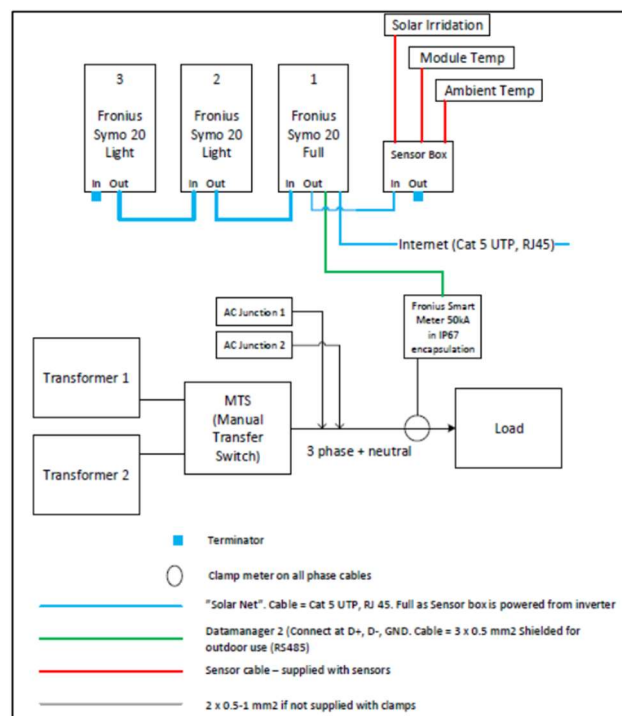 Solar Irridation
Module Temp
Ambient Temp
3
Fronius
Symo 20
Light
In Out
2
Fronius
Symo 20
Light
In Out
1
Fronius
Symo 20
Full
In Out
Sensor Box
In Out
Internet (Cat 5 UTP, RJ45)
AC Junction 1
AC Junction 2
Fronius Smart
Meter 50kA
in IP67
encapsulation
Transformer 1
Transformer 2
MTS
(Manual
Transfer
Switch)
3 phase + neutral
Load
Terminator
Clamp meter on all phase cables
"Solar Net". Cable = Cat 5 UTP, RJ 45. Full as Sensor box is powered from inverter
Datamanager 2 (Connect at D+, D-, GND. Cable = 3 x 0.5 mm2 Shielded for
outdoor use (RS485)
Sensor cable – supplied with sensors
2 x 0.5-1 mm2 if not supplied with clamps